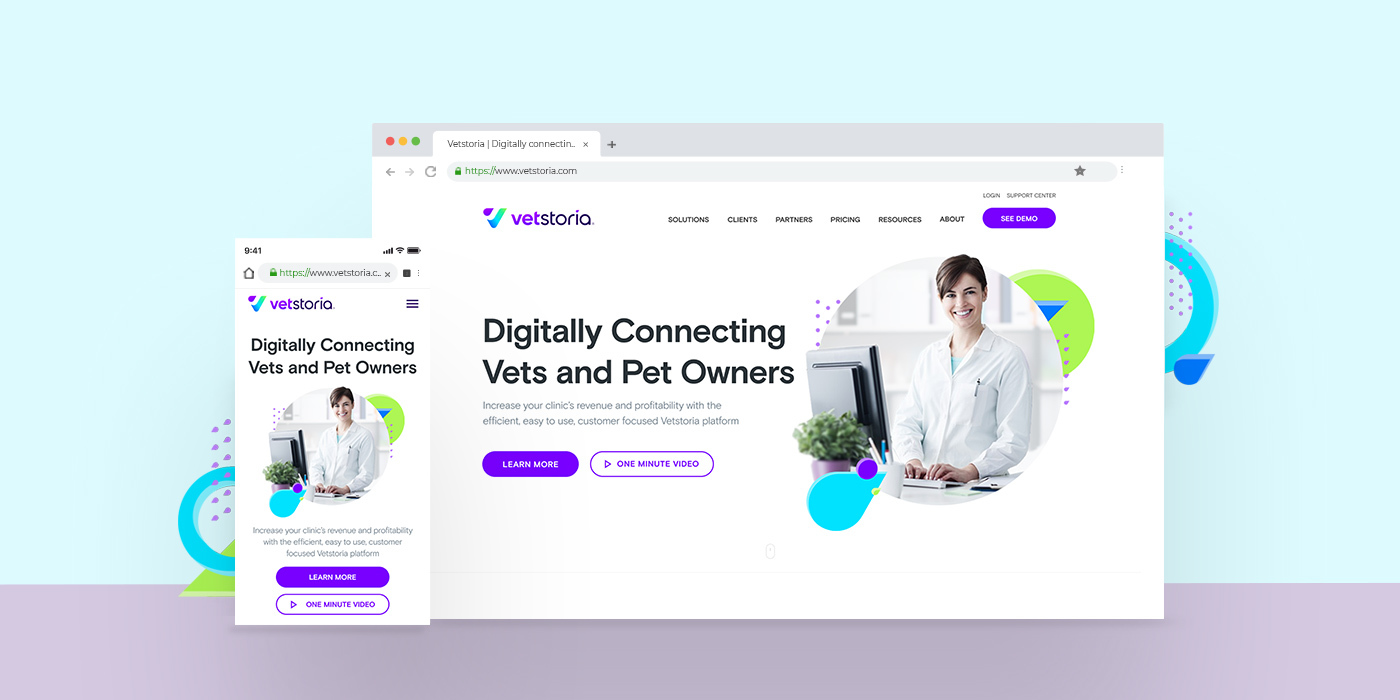 Vetstoria | Digitally connectin.. ×
https://www.vetstoria.com
LOGIN SUPPORT CENTER
vetstoria
SOLUTIONS CLIENTS PARTNERS PRICING RESOURCES ABOUT SEE DEMO
Digitally Connecting
Vets and Pet Owners
Increase your clinic's revenue and profitability with the
efficient, easy to use, customer focused Vetstoria platform
LEARN MORE ONE MINUTE VIDEO
9:41
https://www.vetstoria.c.. ×
vetstoria
Digitally Connecting
Vets and Pet Owners
Increase your clinic's revenue and profitability
with the efficient, easy to use, customer
focused Vetstoria platform
LEARN MORE
ONE MINUTE VIDEO